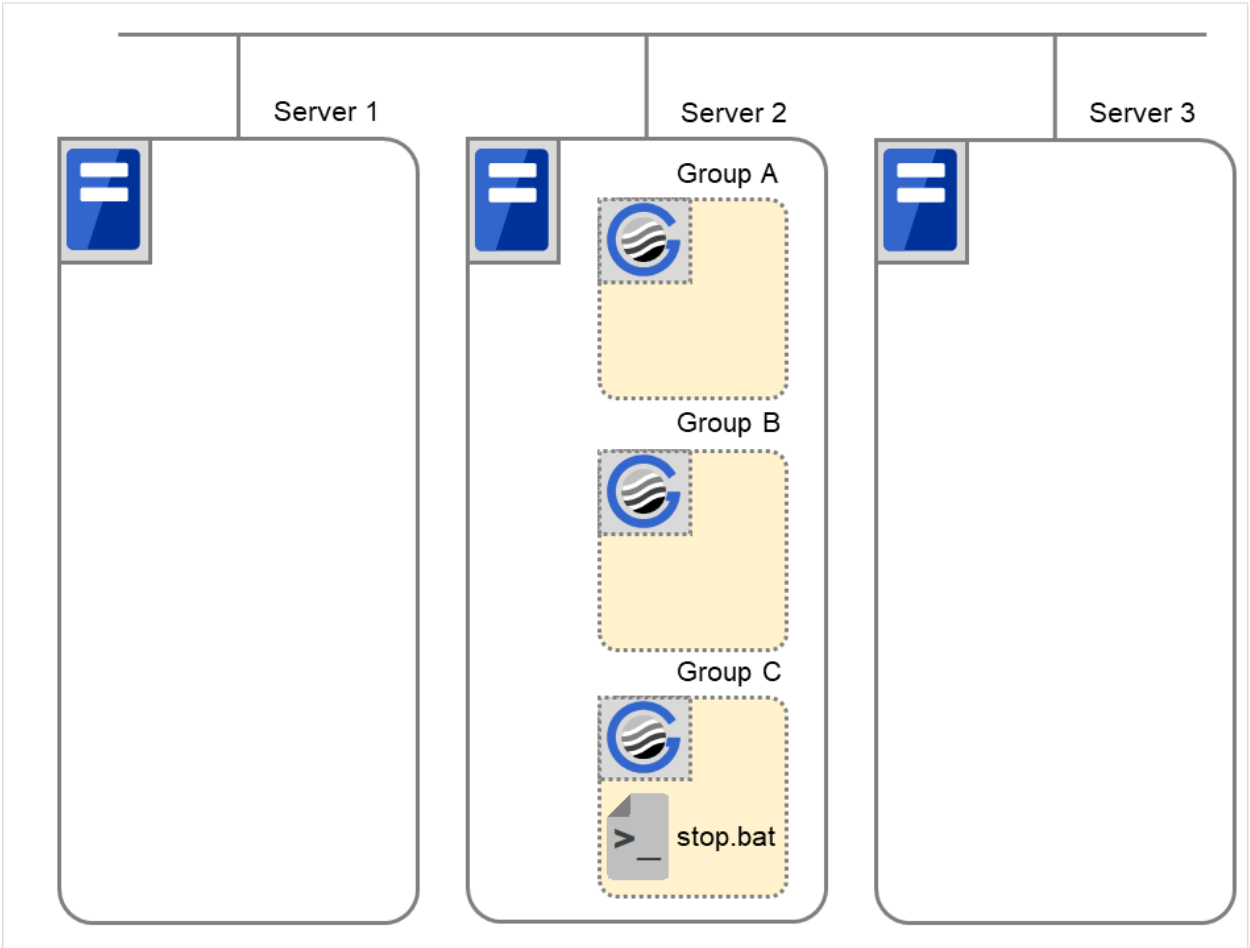 Server 1
Server 2
Server 3
Group A
Group B
Group C
>_
stop.bat